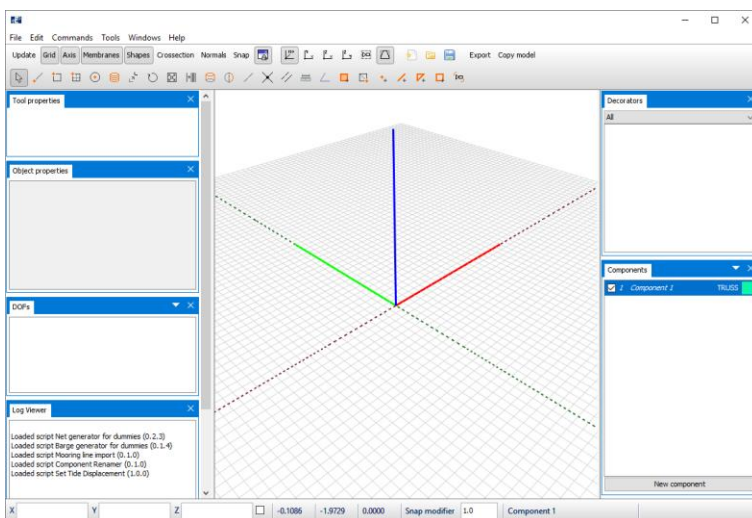 File Edit Commands Tools Windows Help
Update Grid Axis Membranes Shapes Crossection Normals Snap Export Copy model
Tool properties
Object properties
DOFs
Log Viewer
Loaded script Net generator for dummies (0.2.3)
Loaded script Barge generator for dummies (0.1.4)
Loaded script Mooring line import (0.1.0)
Loaded script Component Renamer (0.1.0)
Loaded script Set Tide Displacement (1.0.0)
Decorators
All
Components
1 Component 1 TRUSS
New component
X Y Z -0.1086 -1.9729 0.0000 Snap modifier 1.0 Component 1